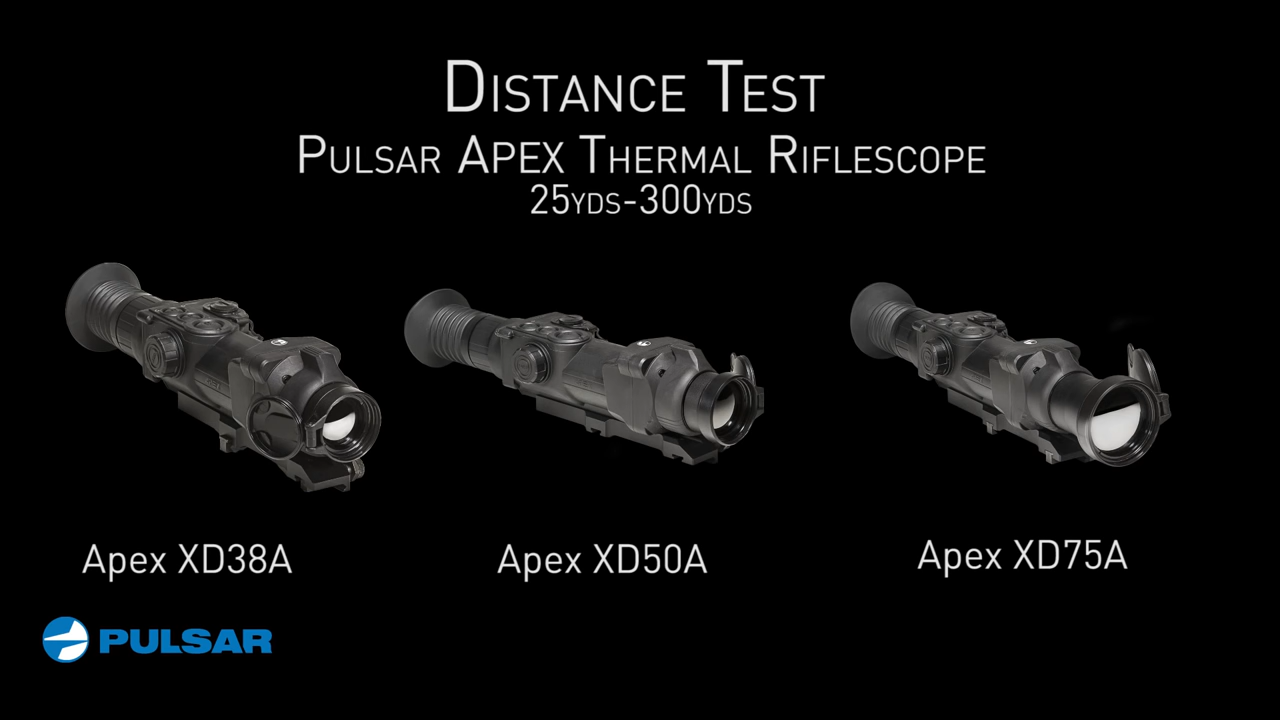 Distance Test
Pulsar Apex Thermal Riflescope
25yds-300yds
Apex XD38A
Apex XD50A
Apex XD75A
PULSAR